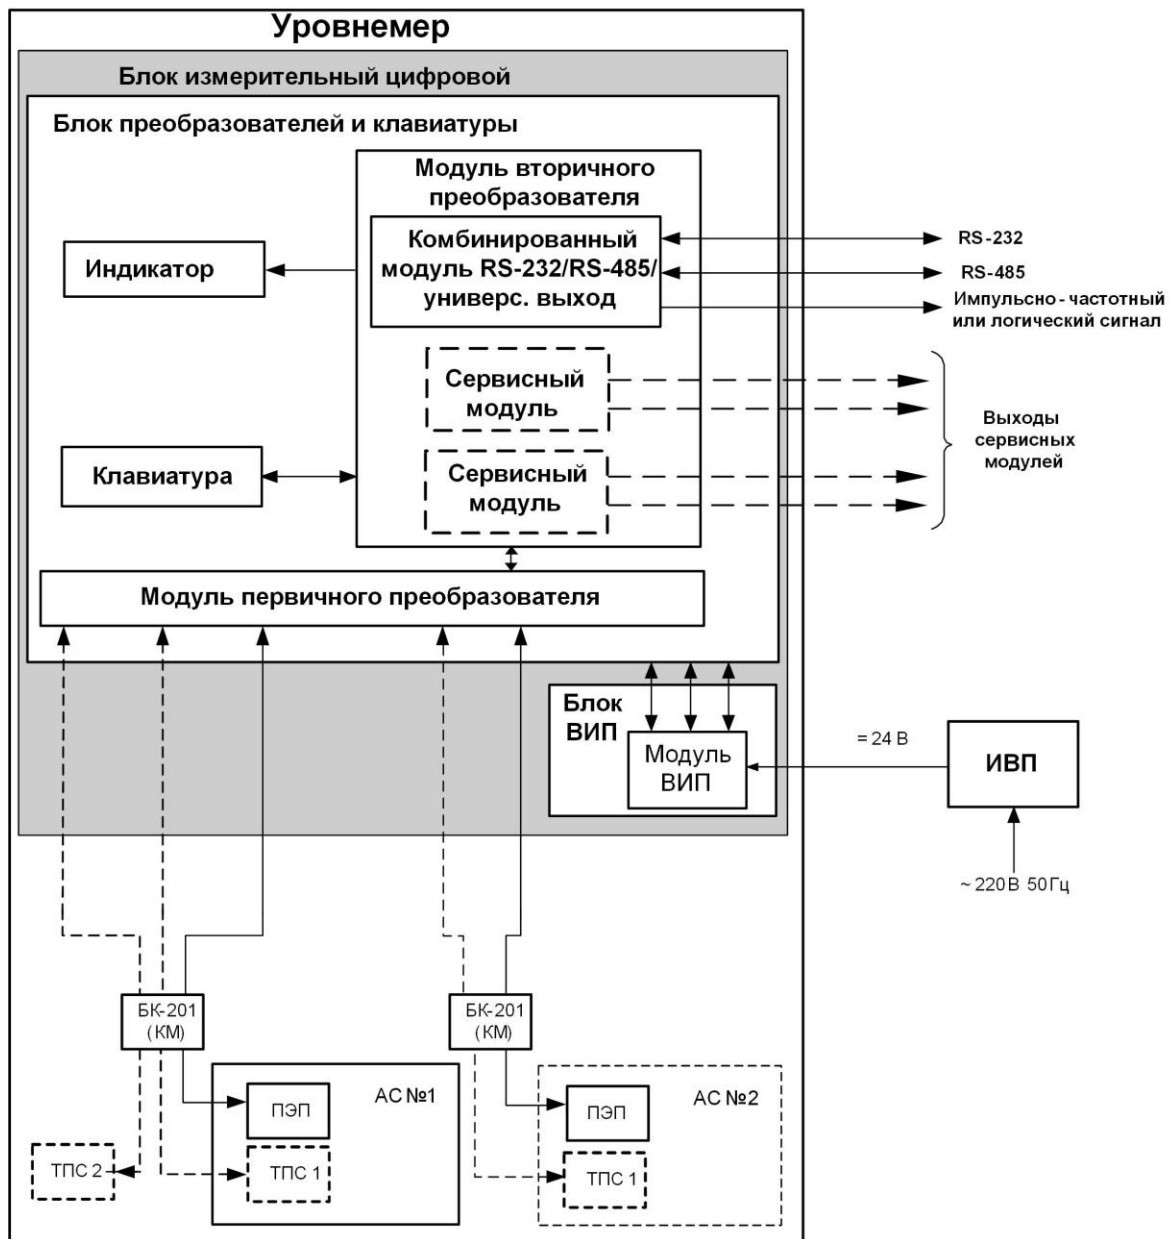 Уровнемер
Блок измерительный цифровой
Блок преобразователей и клавиатуры
Модуль вторичного
преобразователя
Комбинированный
модуль RS-232/RS-485/
универс. выход
Индикатор
RS-232
RS-485
Импульсно - частотный
или логический сигнал
Сервисный
модуль
Выходы
сервисных
модулей
Клавиатура
Сервисный
модуль
Модуль первичного преобразователя
Блок
ВИП
Модуль
ВИП
= 24 В
ИВП
~ 220В 50Гц
БК-201
(КМ)
БК-201
(КМ)
АС №1
ПЭП
ТПС 2
ТПС 1
АС №2
ПЭП
ТПС 1